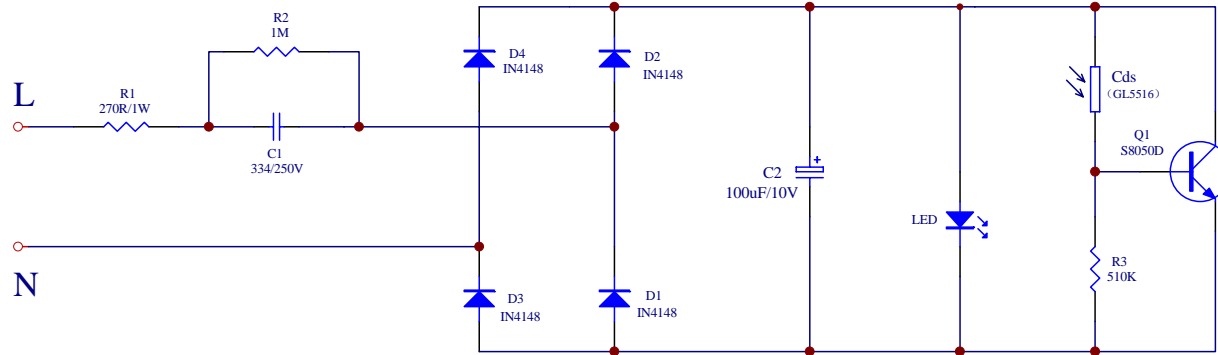 R2
1M
D4
IN4148
D2
IN4148
L
R1
270R/1W
Cds
（GL5516）
Q1
S8050D
C1
334/250V
+
C2
100uF/10V
LED
N
R3
510K
D3
IN4148
D1
IN4148